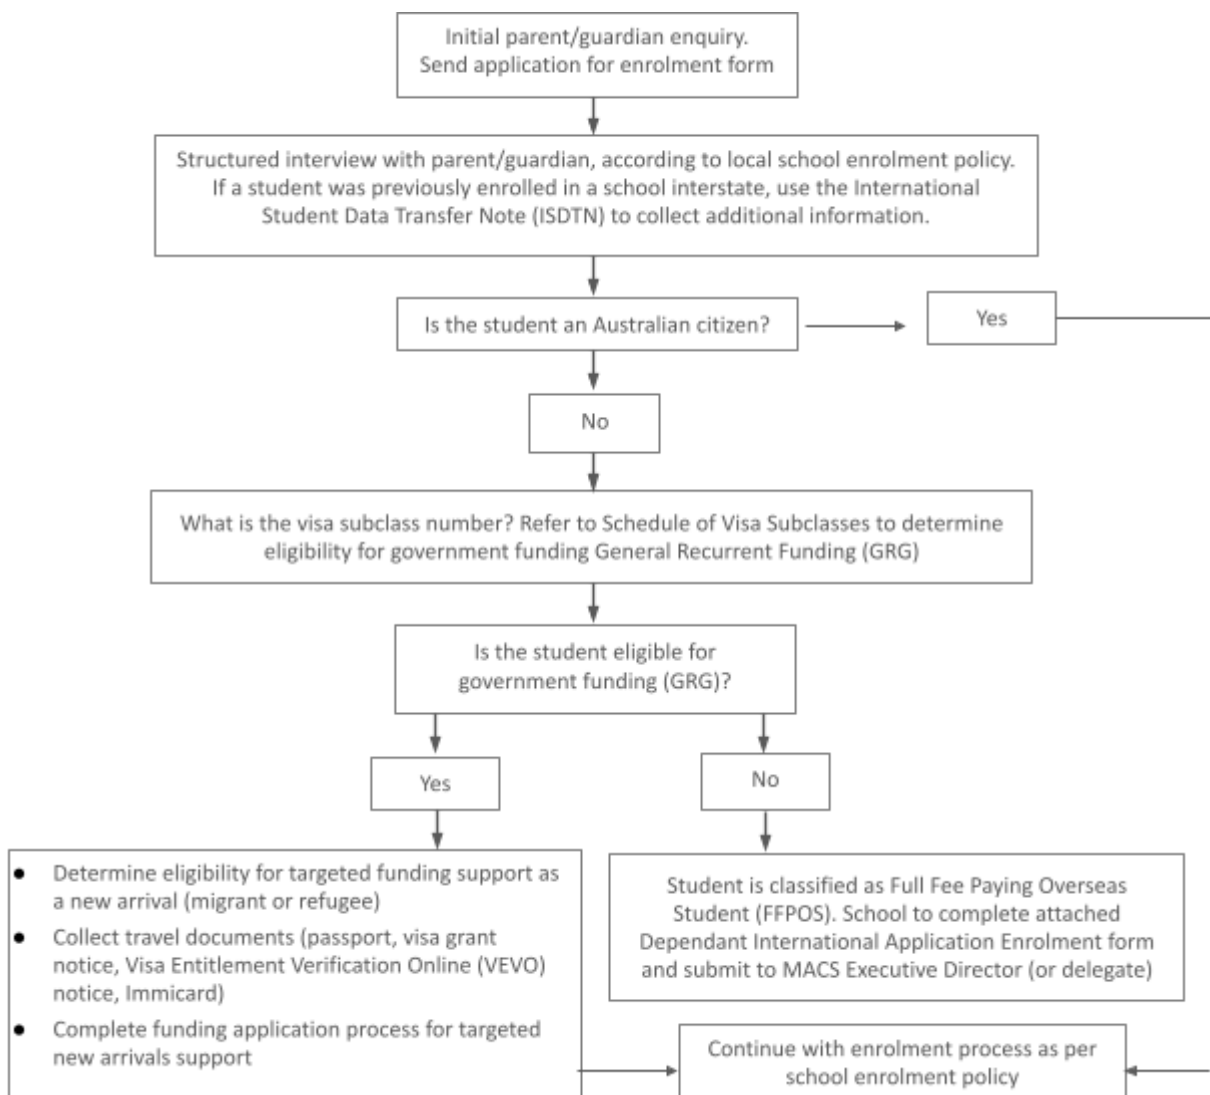 Initial parent/guardian enquiry.
Send application for enrolment form
Structured interview with parent/guardian, according to local school enrolment policy.
If a student was previously enrolled in a school interstate, use the International
Student Data Transfer Note (ISDTN) to collect additional information.
Is the student an Australian citizen?
Yes
No
What is the visa subclass number? Refer to Schedule of Visa Subclasses to determine
eligibility for government funding General Recurrent Funding (GRG)
Is the student eligible for
government funding (GRG)?
Yes
No
● Determine eligibility for targeted funding support as
a new arrival (migrant or refugee)
● Collect travel documents (passport, visa grant
notice, Visa Entitlement Verification Online (VEVO)
notice, Immicard)
● Complete funding application process for targeted
new arrivals support
Student is classified as Full Fee Paying Overseas
Student (FFPOS). School to complete attached
Dependant International Application Enrolment form
and submit to MACS Executive Director (or delegate)
Continue with enrolment process as per
school enrolment policy